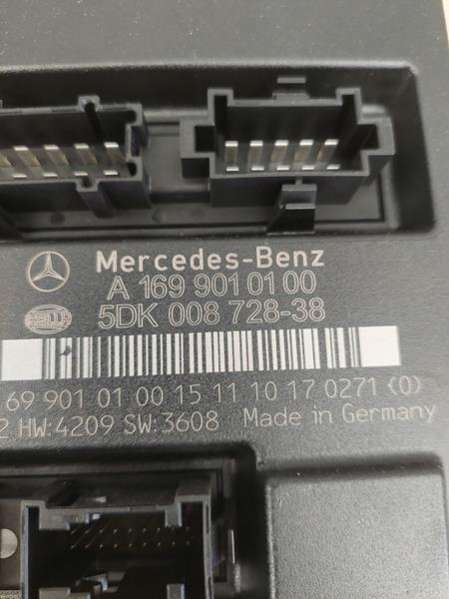 Mercedes-Benz
A 169 901 01 00
5DK 008 728-38
69 901 01 00 15 11 10 17 0271 (0)
2 HW:4209 SW:3608 Made in Germany